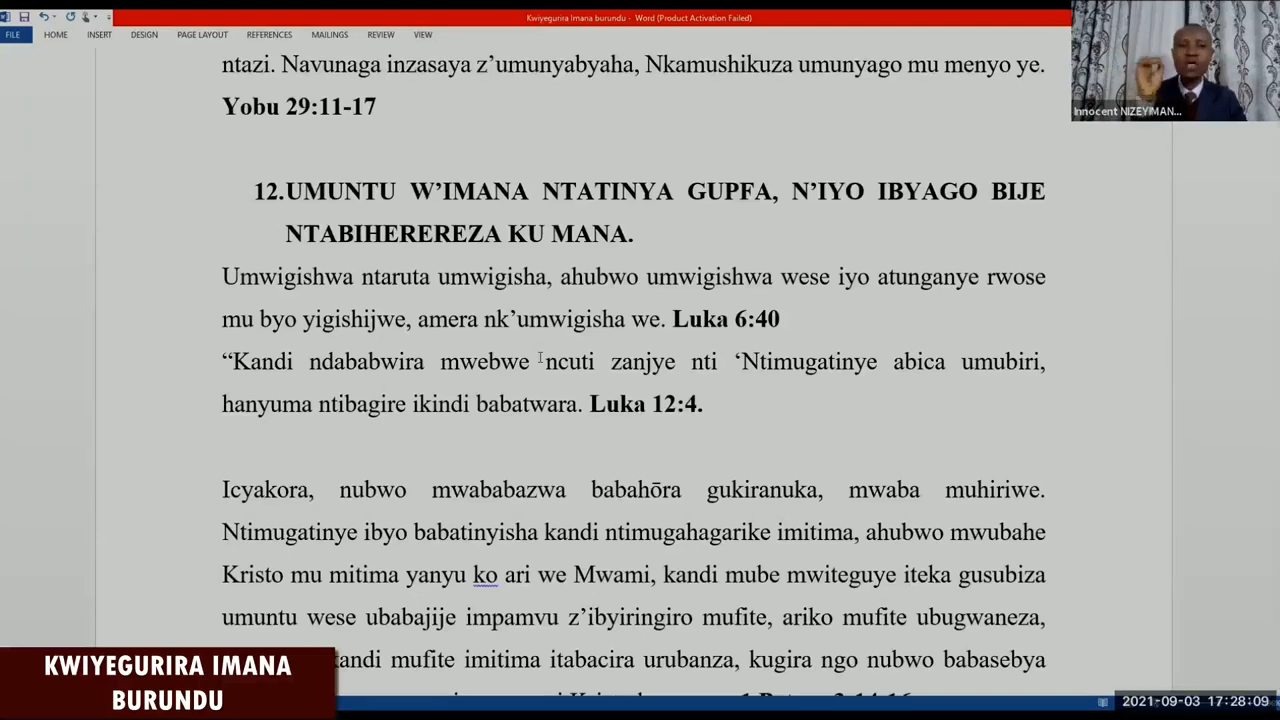 Kwiyegurira Imana burundu - Word (Product Activation Failed)
FILE HOME INSERT DESIGN PAGE LAYOUT REFERENCES MAILINGS REVIEW VIEW
ntazi. Navunaga inzasaya z’umunyabyaha, Nkamushikuza umunyago mu menyo ye.
Yobu 29:11-17
Innocent NIZEYIMAN...
12.UMUNTU W’IMANA NTATINYA GUPFA, N’IYO IBYAGO BIJE
NTABIHEREREZA KU MANA.
Umwigishwa ntaruta umwigisha, ahubwo umwigishwa wese iyo atunganye rwose
mu byo yigishijwe, amera nk’umwigisha we. Luka 6:40
“Kandi ndababwira mwebwe ncuti zanjye nti ‘Ntimugatinye abica umubiri,
hanyuma ntibagire ikindi babatwara. Luka 12:4.
Icyakora, nubwo mwababazwa babahōra gukiranuka, mwaba muhiriwe.
Ntimugatinye ibyo babatinyisha kandi ntimugahagarike imitima, ahubwo mwubahe
Kristo mu mitima yanyu ko ari we Mwami, kandi mube mwiteguye iteka gusubiza
umuntu wese ubabajije impamvu z’ibyiringiro mufite, ariko mufite ubugwaneza,
kandi mufite imitima itabacira urubanza, kugira ngo nubwo babasebya
KWIYEGURIRA IMANA
BURUNDU
2021-09-03 17:28:09